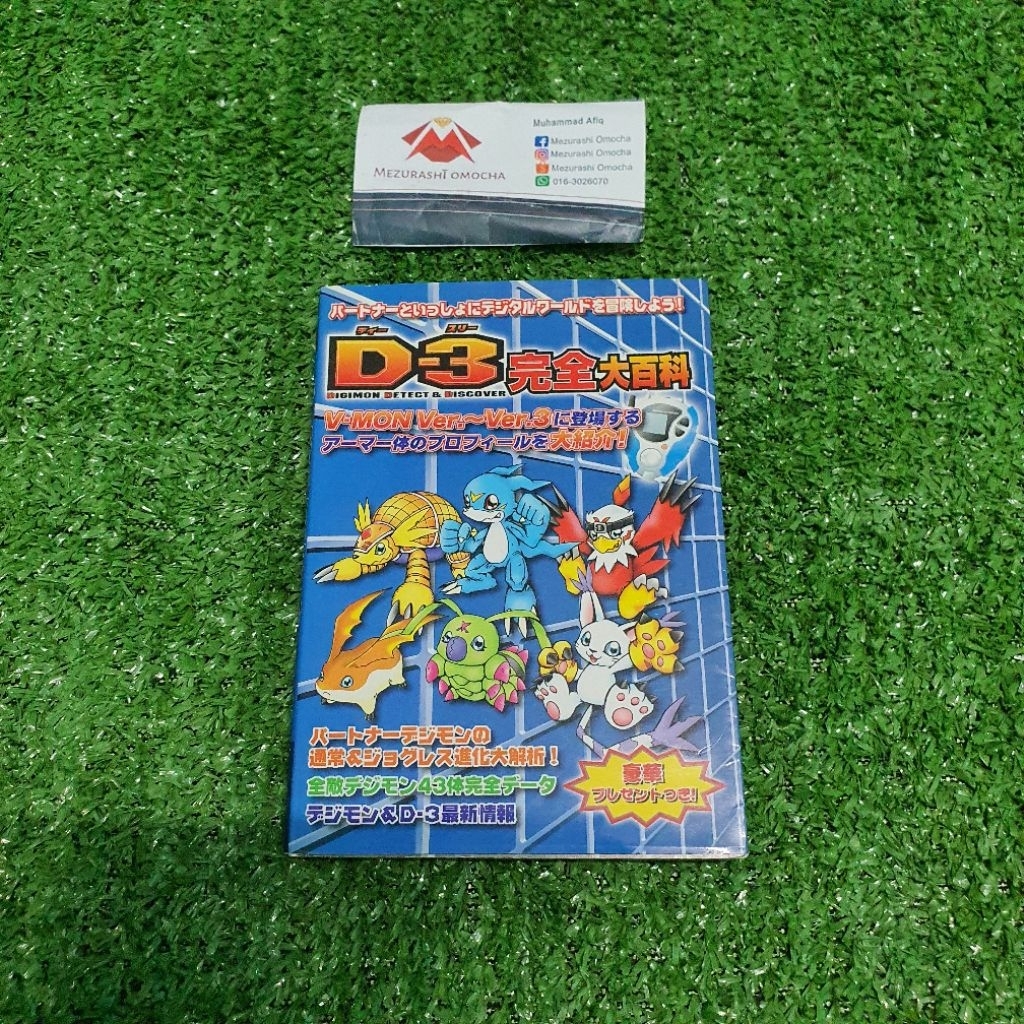 Muhammad Afiq
Mezurashi Omocha
Mezurashi Omocha
Mezurashi Omocha
016-3026070
MEZURASHI OMOCHA
パートナーといっしょにデジタルワールドを冒険しよう!
ディー スリー
D-3完全大百科
DIGIMON DETECT & DISCOVER
V-MON Ver.～Ver.3に登場する
アーマー体のプロフィールを大紹介!
パートナーデジモンの
通常&ジョグレス進化大解析!
全敵デジモン43体完全データ
デジモン&D-3最新情報
豪華
プレゼントつき!